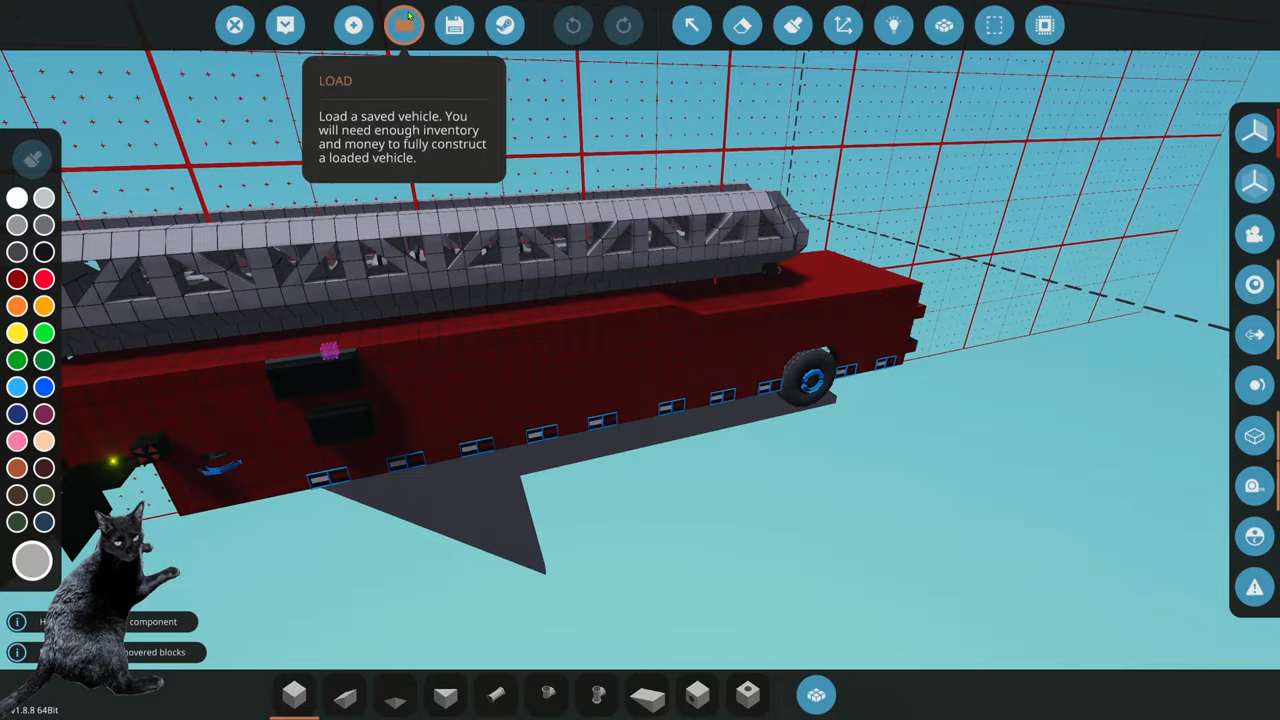 LOAD
Load a saved vehicle. You
will need enough inventory
and money to fully construct
a loaded vehicle.
component
overed blocks
v1.8.8 64Bit